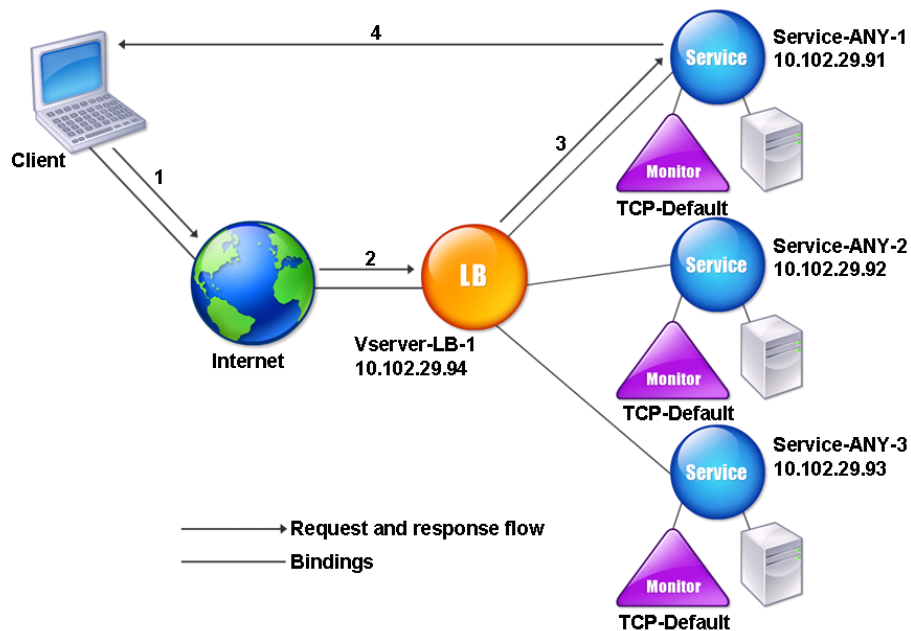 4
Service-ANY-1
10.102.29.91
Service
Client
1
3
Monitor
TCP-Default
2
LB
Internet
Vserver-LB-1
10.102.29.94
Service-ANY-2
10.102.29.92
Service
Monitor
TCP-Default
Service-ANY-3
10.102.29.93
Service
Monitor
TCP-Default
Request and response flow
Bindings